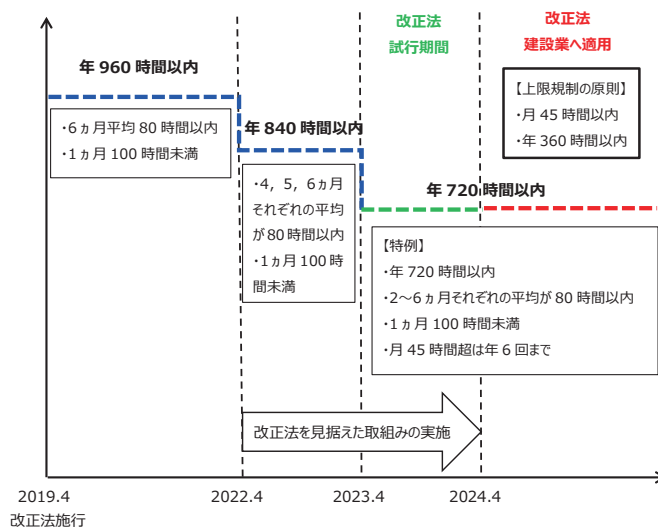 改正法
試行期間
改正法
建設業へ適用
年 960 時間以内
・6ヵ月平均 80 時間以内
・1ヵ月 100 時間未満
年 840 時間以内
・4，5，6ヵ月
それぞれの平均
が 80 時間以内
・1ヵ月 100 時
間未満
【上限規制の原則】
・月 45 時間以内
・年 360 時間以内
年 720 時間以内
【特例】
・年 720 時間以内
・2～6ヵ月それぞれの平均が 80 時間以内
・1ヵ月 100 時間未満
・月 45 時間超は年 6 回まで
改正法を見据えた取組みの実施
2019.4
改正法施行
2022.4
2023.4
2024.4